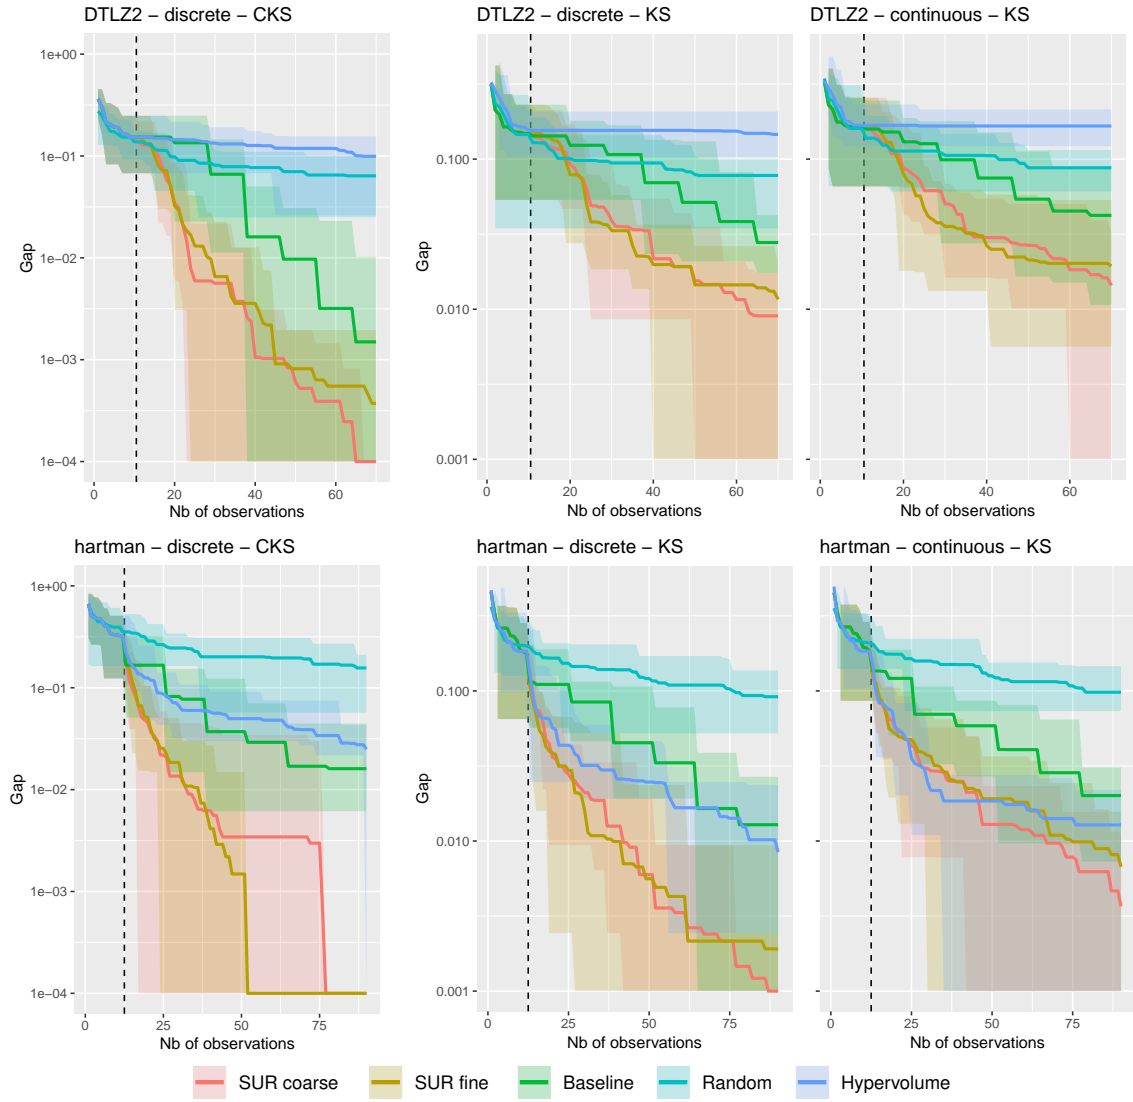 DTLZ2 − discrete − CKS
DTLZ2 − discrete − KS
DTLZ2 − continuous − KS
1e+00
1e−01
1e−02
1e−03
1e−04
Gap
0 20 40 60
Nb of observations
0.100
0.010
0.001
Gap
0 20 40 60
Nb of observations
0 20 40 60
Nb of observations
hartman − discrete − CKS
hartman − discrete − KS
hartman − continuous − KS
1e+00
1e−01
1e−02
1e−03
1e−04
Gap
0 25 50 75
Nb of observations
0.100
0.010
0.001
Gap
0 25 50 75
Nb of observations
0 25 50 75
Nb of observations
SUR coarse SUR fine Baseline Random Hypervolume